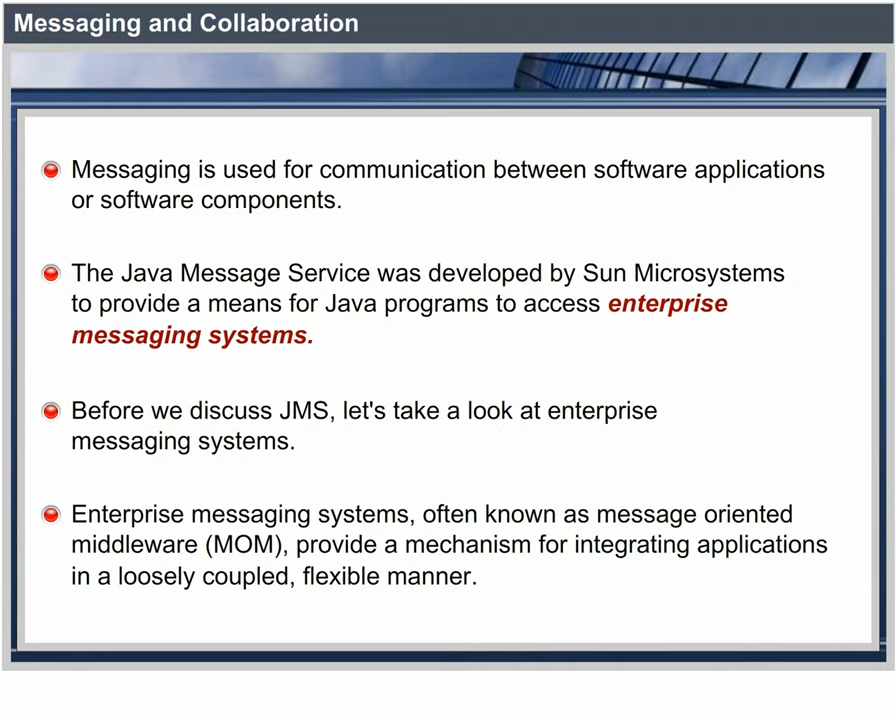 Messaging and Collaboration
Messaging is used for communication between software applications
or software components.
The Java Message Service was developed by Sun Microsystems
to provide a means for Java programs to access enterprise
messaging systems.
Before we discuss JMS, let's take a look at enterprise
messaging systems.
Enterprise messaging systems, often known as message oriented
middleware (MOM), provide a mechanism for integrating applications
in a loosely coupled, flexible manner.